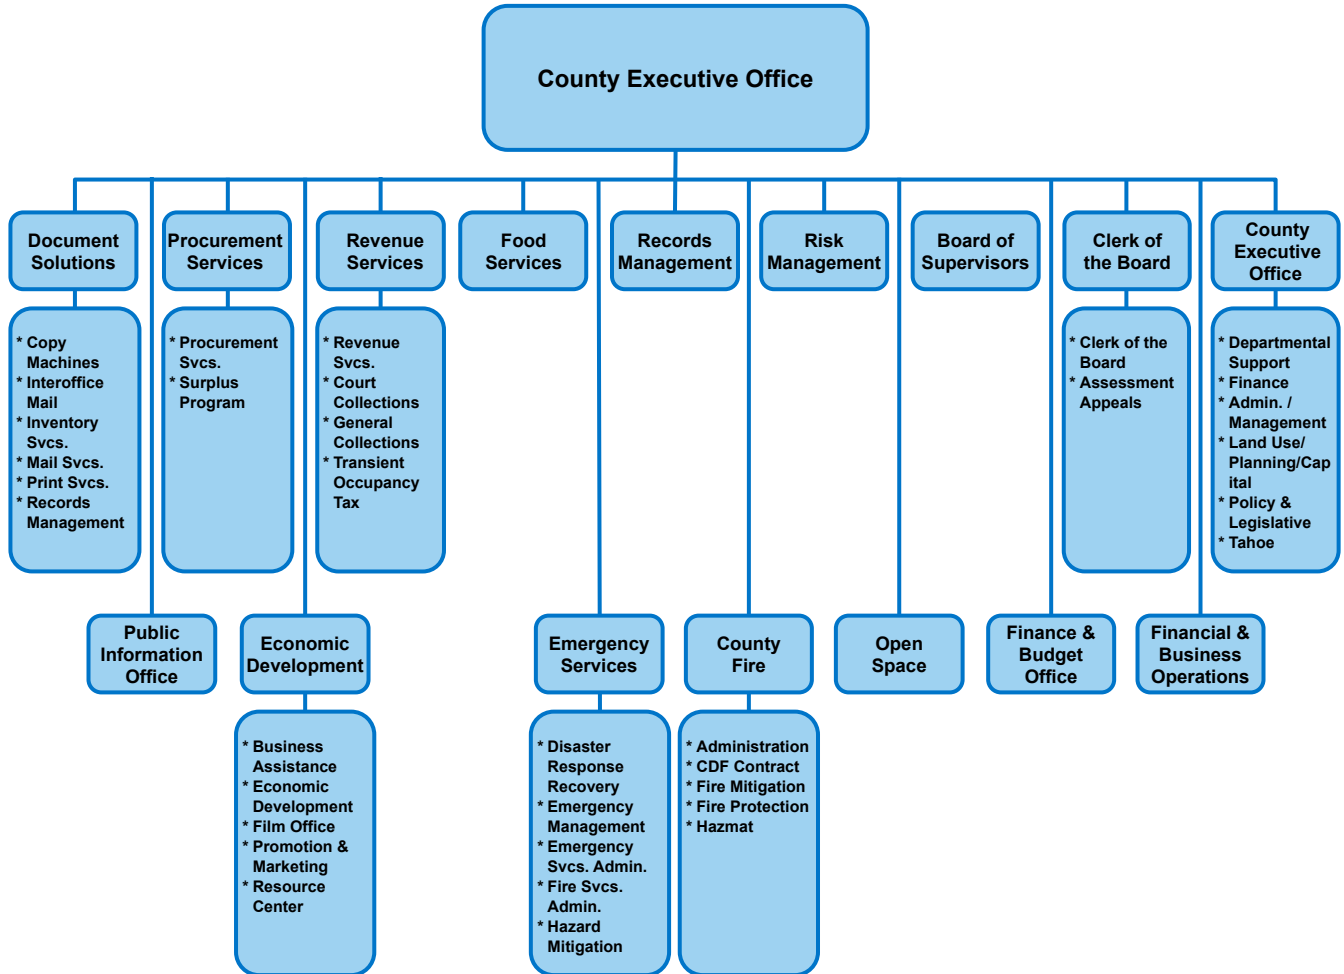 County Executive Office
Document
Solutions
Procurement
Services
Revenue
Services
Food
Services
Records
Management
Risk
Management
Board of
Supervisors
Clerk of
the Board
County
Executive
Office
* Copy
Machines
* Interoffice
Mail
* Inventory
Svcs.
* Mail Svcs.
* Print Svcs.
* Records
Management
* Procurement
Svcs.
* Surplus
Program
* Revenue
Svcs.
* Court
Collections
* General
Collections
* Transient
Occupancy
Tax
* Clerk of the
Board
* Assessment
Appeals
* Departmental
Support
* Finance
* Admin. /
Management
* Land Use/
Planning/Cap
ital
* Policy &
Legislative
* Tahoe
Public
Information
Office
Economic
Development
Emergency
Services
County
Fire
Open
Space
Finance &
Budget
Office
Financial &
Business
Operations
* Business
Assistance
* Economic
Development
* Film Office
* Promotion &
Marketing
* Resource
Center
* Disaster
Response
Recovery
* Emergency
Management
* Emergency
Svcs. Admin.
* Fire Svcs.
Admin.
* Hazard
Mitigation
* Administration
* CDF Contract
* Fire Mitigation
* Fire Protection
* Hazmat